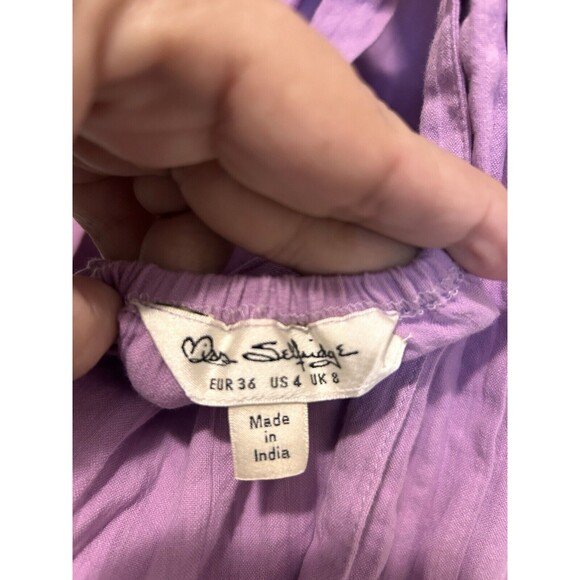 Miss Selfridge
EUR 36 US 4 UK 8
Made
in
India